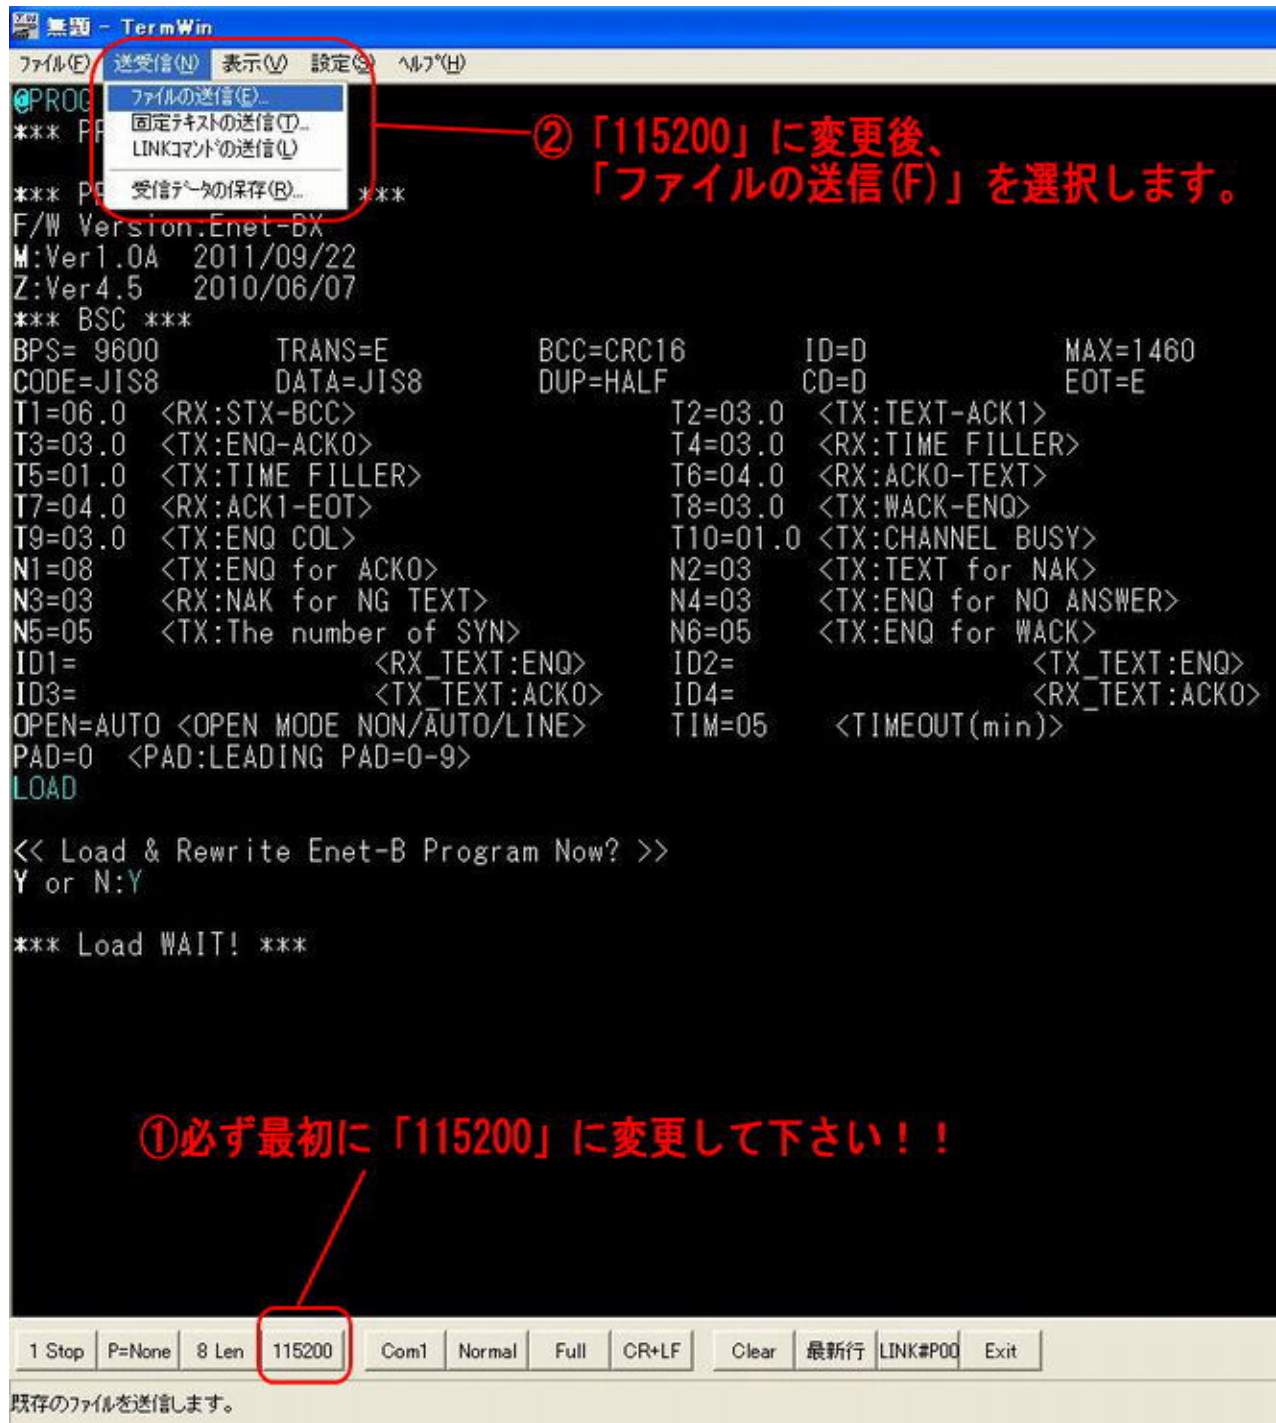 無題 - TermWin
ファイル(F) 送受信(N) 表示(V) 設定(S) ヘルプ(H)
ファイルの送信(F)...
固定テキストの送信(T)...
LINKコマンドの送信(L)
受信データの保存(R)...
②「115200」に変更後、
「ファイルの送信(F)」を選択します。
@PROG
*** PR
*** PR ***
F/W Version:Enet-BX
M:Ver1.0A 2011/09/22
Z:Ver4.5 2010/06/07
*** BSC ***
BPS= 9600 TRANS=E BCC=CRC16 ID=D MAX=1460
CODE=JIS8 DATA=JIS8 DUP=HALF CD=D EOT=E
T1=06.0 <RX:STX-BCC> T2=03.0 <TX:TEXT-ACK1>
T3=03.0 <TX:ENQ-ACK0> T4=03.0 <RX:TIME FILLER>
T5=01.0 <TX:TIME FILLER> T6=04.0 <RX:ACK0-TEXT>
T7=04.0 <RX:ACK1-EOT> T8=03.0 <TX:WACK-ENQ>
T9=03.0 <TX:ENQ COL> T10=01.0 <TX:CHANNEL BUSY>
N1=08 <TX:ENQ for ACK0> N2=03 <TX:TEXT for NAK>
N3=03 <RX:NAK for NG TEXT> N4=03 <TX:ENQ for NO ANSWER>
N5=05 <TX:The number of SYN> N6=05 <TX:ENQ for WACK>
ID1= <RX_TEXT:ENQ> ID2= <TX_TEXT:ENQ>
ID3= <TX_TEXT:ACK0> ID4= <RX_TEXT:ACK0>
OPEN=AUTO <OPEN MODE NON/AUTO/LINE> TIM=05 <TIMEOUT(min)>
PAD=0 <PAD:LEADING PAD=0-9>
LOAD
<< Load & Rewrite Enet-B Program Now? >>
Y or N:Y
*** Load WAIT! ***
①必ず最初に「115200」に変更して下さい！！
1 Stop P=None 8 Len 115200 Com1 Normal Full CR+LF Clear 最新行 LINK#P00 Exit
既存のファイルを送信します。